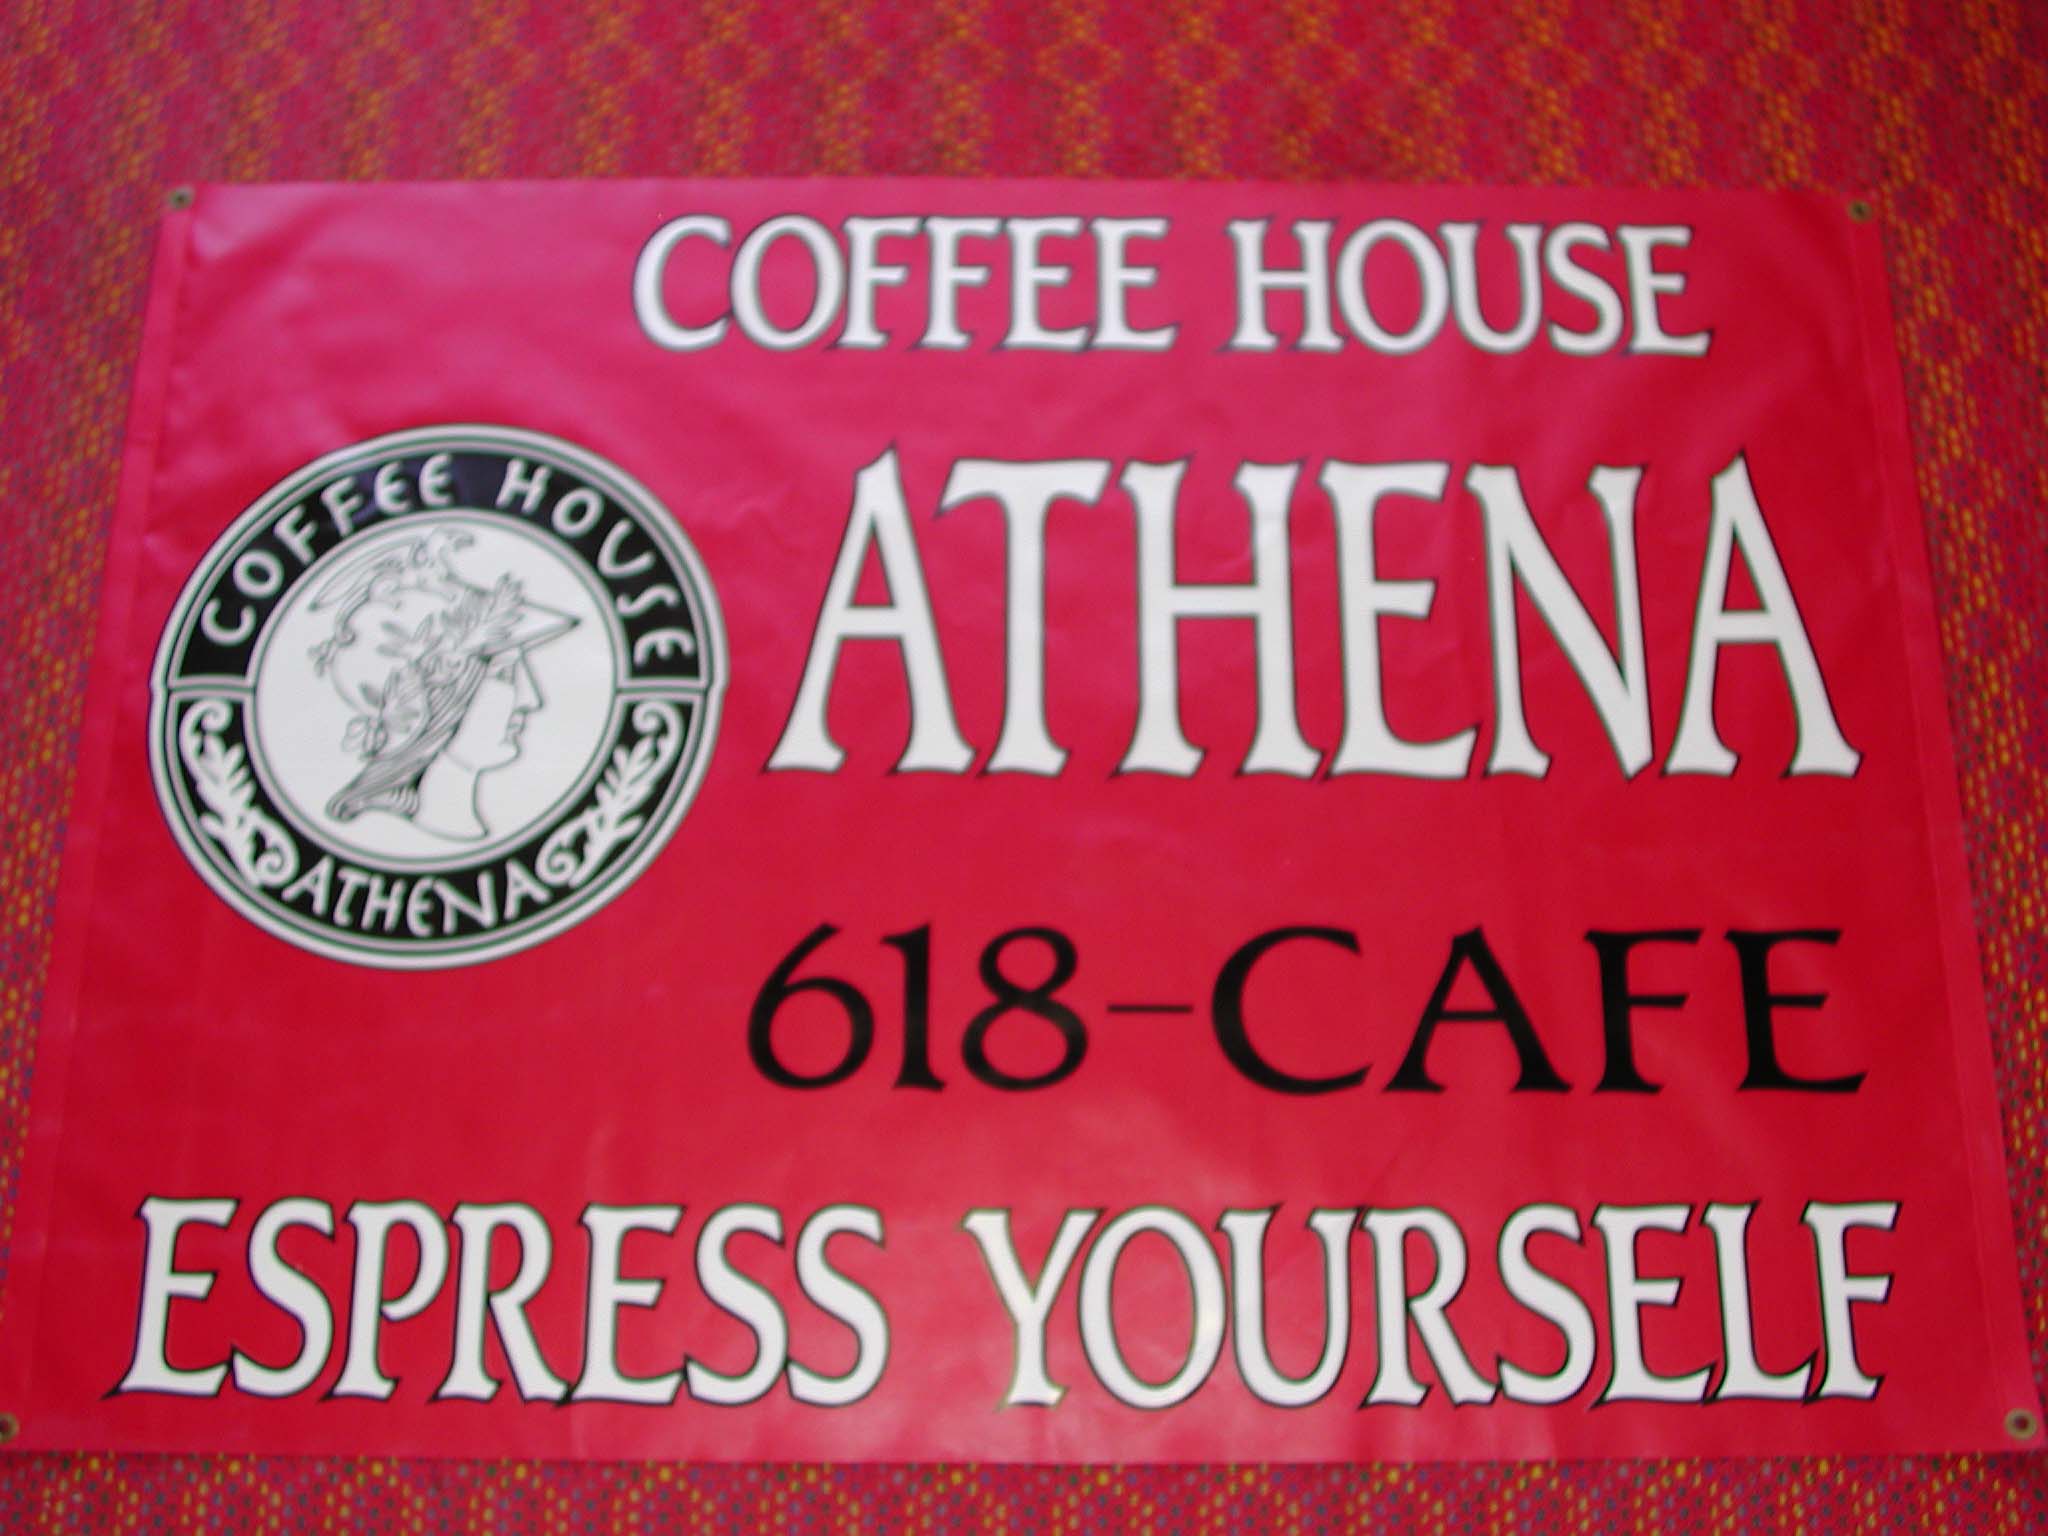 COFFEE HOUSE
COFFEE HOUSE
ATHENA
ATHENA
618-CAFE
ESPRESS YOURSELF